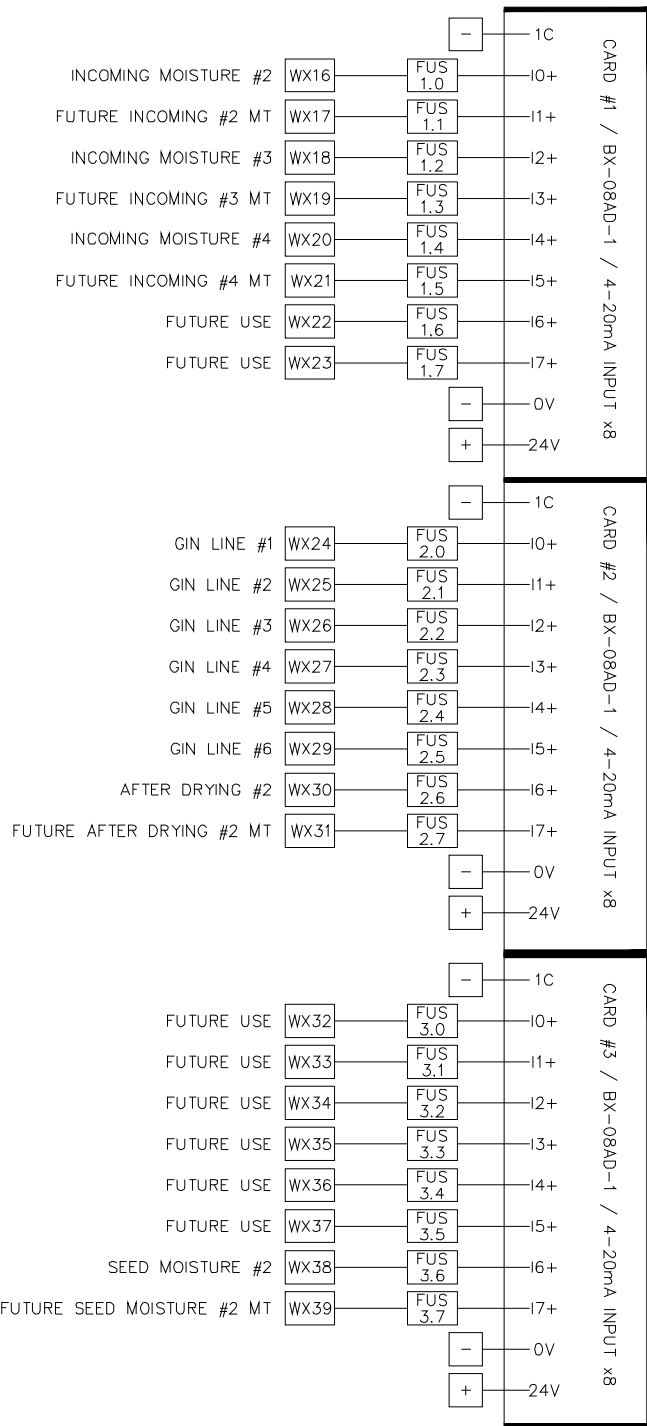 - 1C
INCOMING MOISTURE #2 WX16 FUS 1.0 I0+
FUTURE INCOMING #2 MT WX17 FUS 1.1 I1+
INCOMING MOISTURE #3 WX18 FUS 1.2 I2+
FUTURE INCOMING #3 MT WX19 FUS 1.3 I3+
INCOMING MOISTURE #4 WX20 FUS 1.4 I4+
FUTURE INCOMING #4 MT WX21 FUS 1.5 I5+
FUTURE USE WX22 FUS 1.6 I6+
FUTURE USE WX23 FUS 1.7 I7+
- 0V
+ 24V
CARD #1 / BX-08AD-1 / 4-20mA INPUT x8
- 1C
GIN LINE #1 WX24 FUS 2.0 I0+
GIN LINE #2 WX25 FUS 2.1 I1+
GIN LINE #3 WX26 FUS 2.2 I2+
GIN LINE #4 WX27 FUS 2.3 I3+
GIN LINE #5 WX28 FUS 2.4 I4+
GIN LINE #6 WX29 FUS 2.5 I5+
AFTER DRYING #2 WX30 FUS 2.6 I6+
FUTURE AFTER DRYING #2 MT WX31 FUS 2.7 I7+
- 0V
+ 24V
CARD #2 / BX-08AD-1 / 4-20mA INPUT x8
- 1C
FUTURE USE WX32 FUS 3.0 I0+
FUTURE USE WX33 FUS 3.1 I1+
FUTURE USE WX34 FUS 3.2 I2+
FUTURE USE WX35 FUS 3.3 I3+
FUTURE USE WX36 FUS 3.4 I4+
FUTURE USE WX37 FUS 3.5 I5+
SEED MOISTURE #2 WX38 FUS 3.6 I6+
FUTURE SEED MOISTURE #2 MT WX39 FUS 3.7 I7+
- 0V
+ 24V
CARD #3 / BX-08AD-1 / 4-20mA INPUT x8